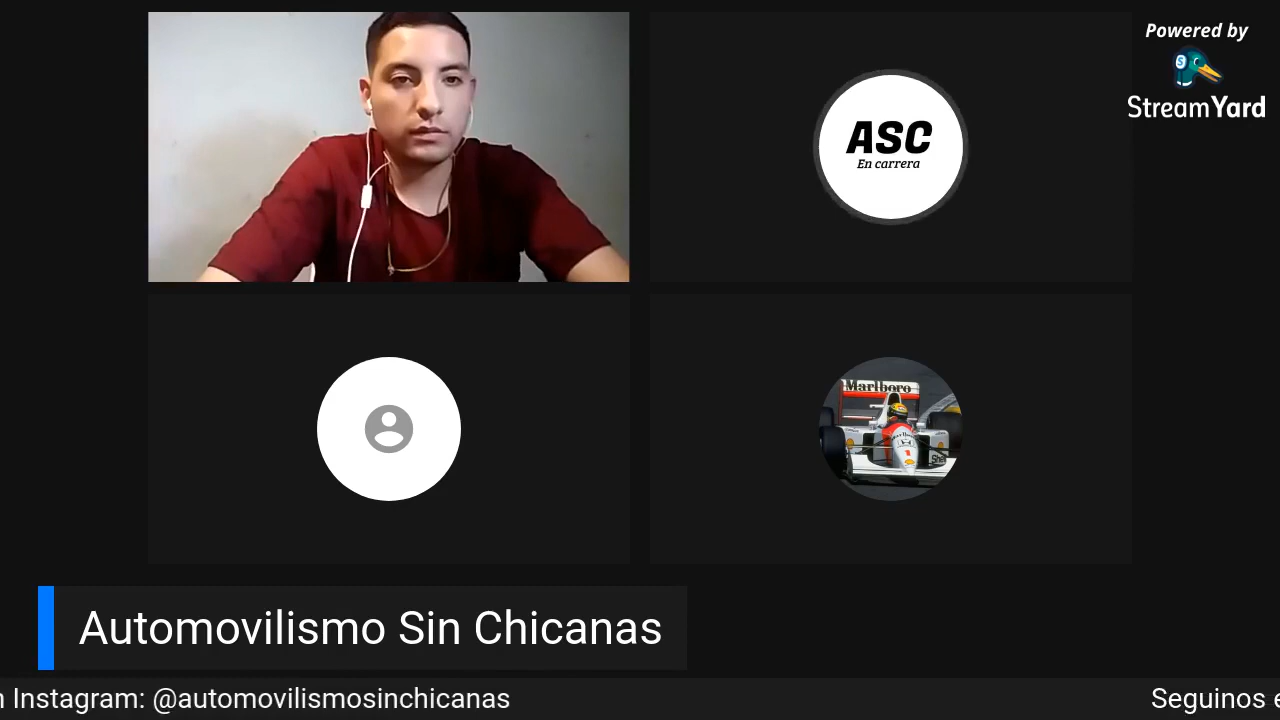 Powered by
StreamYard
ASC
En carrera
Marlboro
Automovilismo Sin Chicanas
n Instagram: @automovilismosinchicanas
Seguinos e